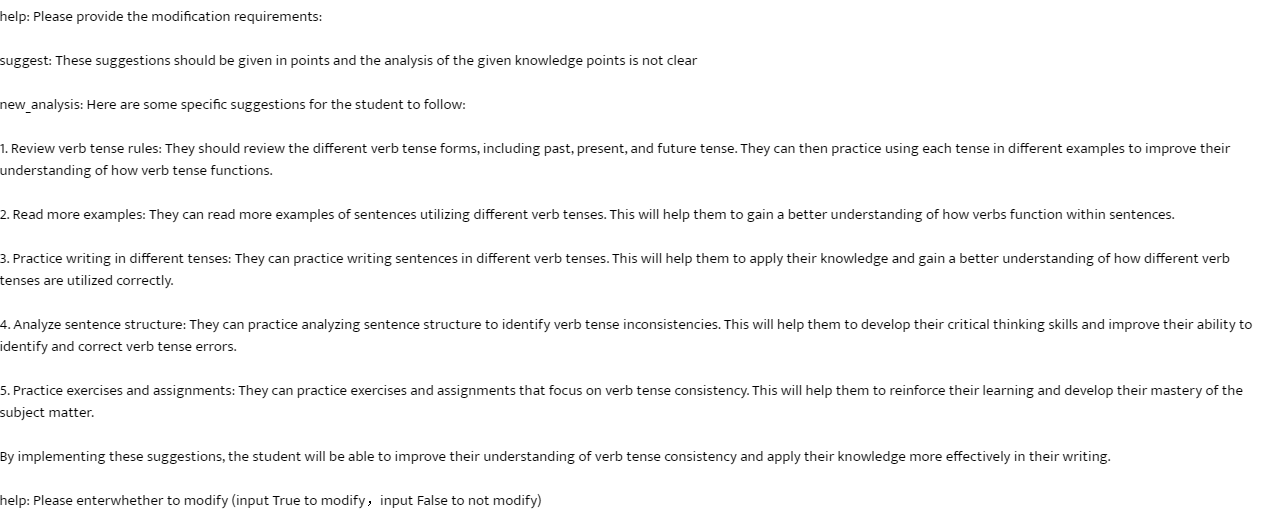 help: Please provide the modification requirements:
suggest: These suggestions should be given in points and the analysis of the given knowledge points is not clear
new_analysis: Here are some specific suggestions for the student to follow:
1. Review verb tense rules: They should review the different verb tense forms, including past, present, and future tense. They can then practice using each tense in different examples to improve their
understanding of how verb tense functions.
2. Read more examples: They can read more examples of sentences utilizing different verb tenses. This will help them to gain a better understanding of how verbs function within sentences.
3. Practice writing in different tenses: They can practice writing sentences in different verb tenses. This will help them to apply their knowledge and gain a better understanding of how different verb
tenses are utilized correctly.
4. Analyze sentence structure: They can practice analyzing sentence structure to identify verb tense inconsistencies. This will help them to develop their critical thinking skills and improve their ability to
identify and correct verb tense errors.
5. Practice exercises and assignments: They can practice exercises and assignments that focus on verb tense consistency. This will help them to reinforce their learning and develop their mastery of the
subject matter.
By implementing these suggestions, the student will be able to improve their understanding of verb tense consistency and apply their knowledge more effectively in their writing.
help: Please enterwhether to modify (input True to modify，input False to not modify)